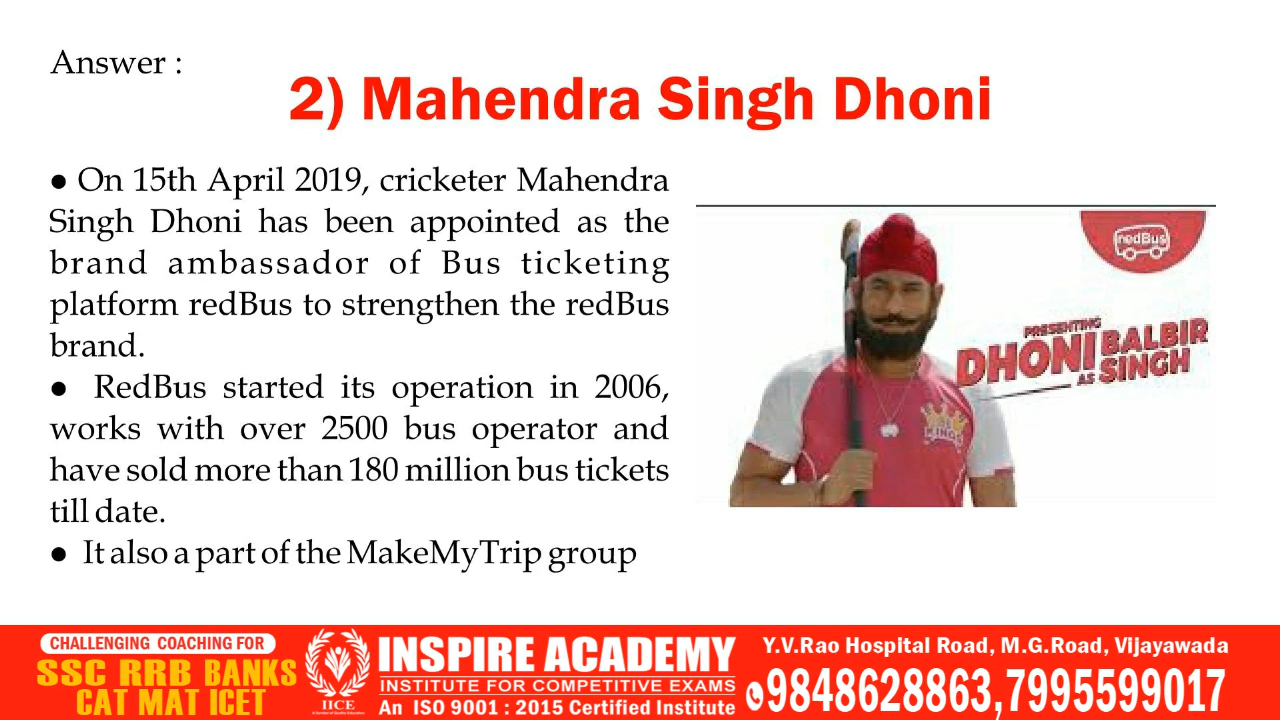 Answer :
2) Mahendra Singh Dhoni
● On 15th April 2019, cricketer Mahendra
Singh Dhoni has been appointed as the
brand ambassador of Bus ticketing
platform redBus to strengthen the redBus
brand.
● RedBus started its operation in 2006,
works with over 2500 bus operator and
have sold more than 180 million bus tickets
till date.
● It also a part of the MakeMyTrip group
redBus
PRESENTING
DHONI
AS
BALBIR
SINGH
KINGS
CHALLENGING COACHING FOR
SSC RRB BANKS
CAT MAT ICET
IICE
INSPIRE ACADEMY
INSTITUTE FOR COMPETITIVE EXAMS
An ISO 9001 : 2015 Certified Institute
Y.V.Rao Hospital Road, M.G.Road, Vijayawada
9848628863,7995599017